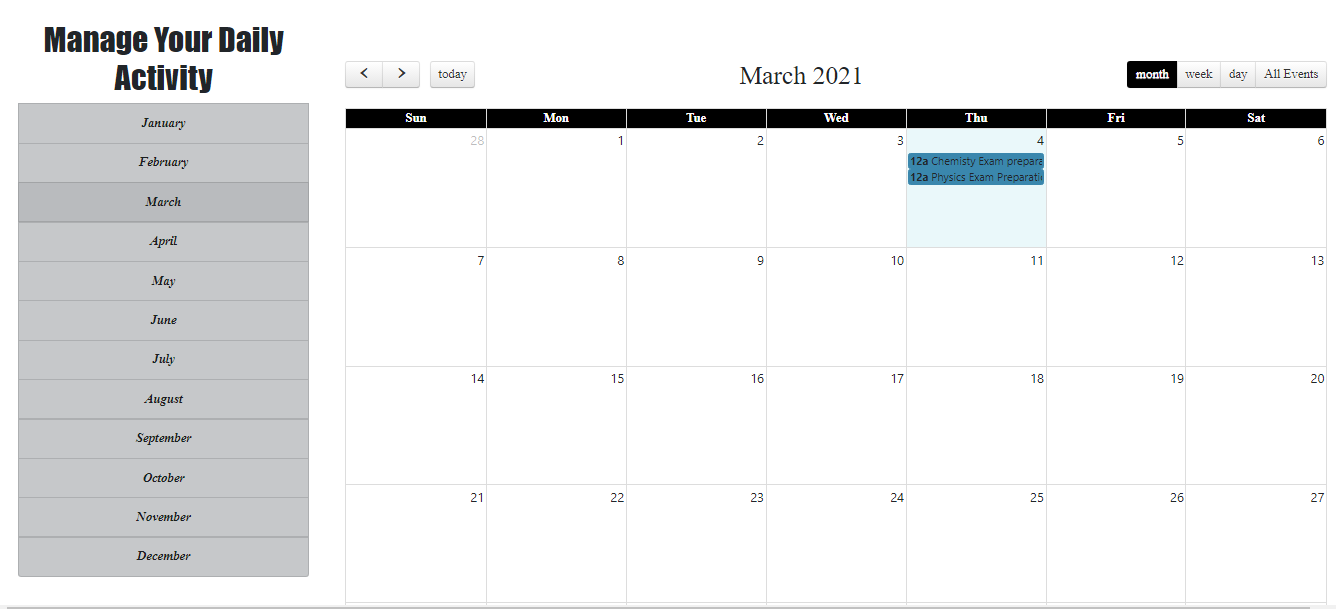 Manage Your Daily
Activity
January
February
March
April
May
June
July
August
September
October
November
December
today
March 2021
month week day All Events
Sun Mon Tue Wed Thu Fri Sat
28 1 2 3 4 5 6
12a Chemisty Exam prepara
12a Physics Exam Preparati
7 8 9 10 11 12 13
14 15 16 17 18 19 20
21 22 23 24 25 26 27